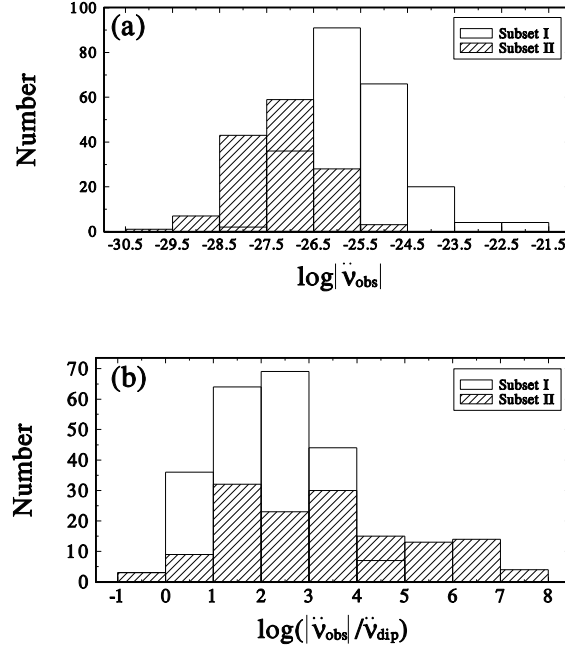 (a)
Subset I
Subset II
Number
100
80
60
40
20
0
-30.5 -29.5 -28.5 -27.5 -26.5 -25.5 -24.5 -23.5 -22.5 -21.5
log|ν̈obs|
(b)
Subset I
Subset II
Number
70
60
50
40
30
20
10
0
-1 0 1 2 3 4 5 6 7 8
log(|ν̈obs|/ν̈dip)